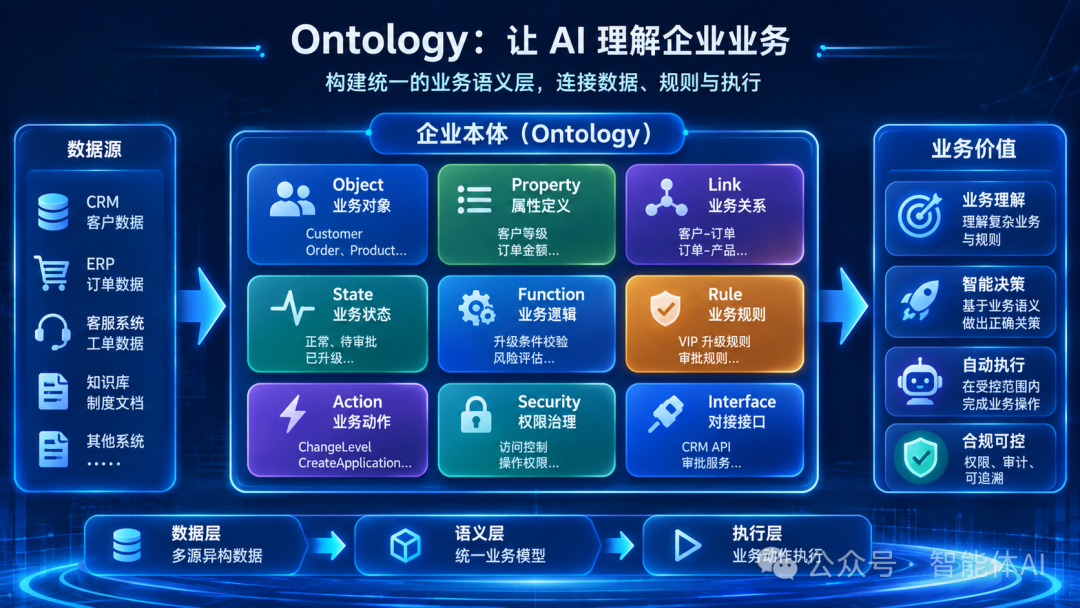 Ontology：让 AI 理解企业业务
构建统一的业务语义层，连接数据、规则与执行
数据源
CRM
客户数据
ERP
订单数据
客服系统
工单数据
知识库
制度文档
其他系统
.....
企业本体（Ontology）
Object
业务对象
Customer
Order、Product...
Property
属性定义
客户等级
订单金额...
Link
业务关系
客户-订单
订单-产品...
State
业务状态
正常、待审批
已升级...
Function
业务逻辑
升级条件校验
风险评估...
Rule
业务规则
VIP 升级规则
审批规则...
Action
业务动作
ChangeLevel
CreateApplication...
Security
权限治理
访问控制
操作权限...
Interface
对接接口
CRM API
审批服务...
业务价值
业务理解
理解复杂业务
与规则
智能决策
基于业务语义
做出正确关策
自动执行
在受控范围内
完成业务操作
合规可控
权限、审计、
可追溯
数据层
多源异构数据
语义层
统一业务模型
执行层
业务动作执行
公众号 智能体AI